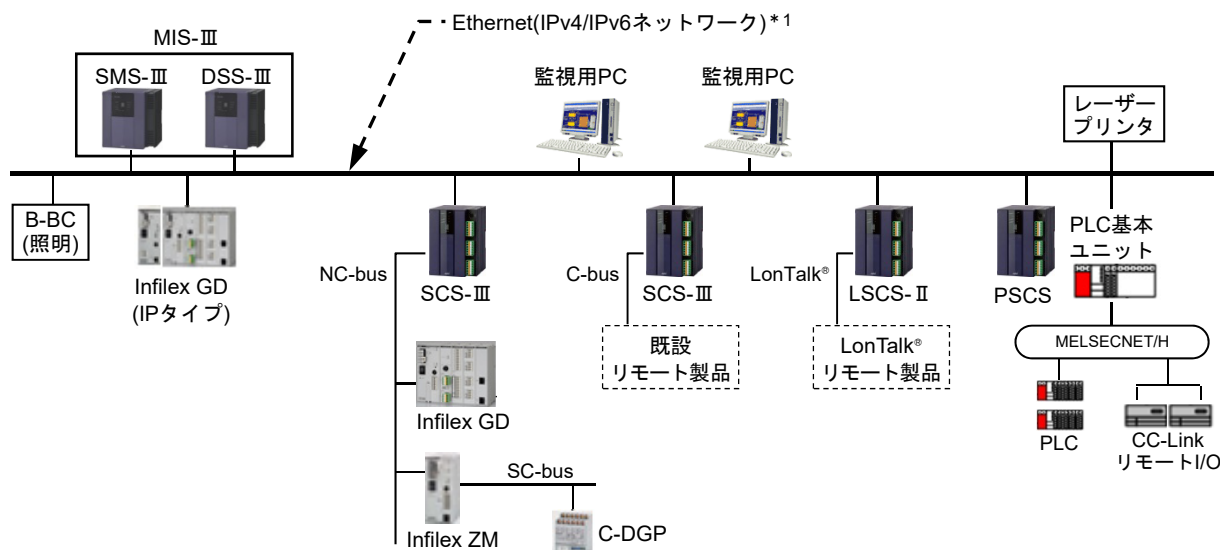 Ethernet(IPv4/IPv6ネットワーク)*1
MIS-Ⅲ
SMS-Ⅲ
DSS-Ⅲ
監視用PC
監視用PC
レーザー
プリンタ
B-BC
(照明)
Infilex GD
(IPタイプ)
NC-bus
SCS-Ⅲ
C-bus
SCS-Ⅲ
LonTalk®
LSCS-Ⅱ
PSCS
PLC基本
ユニット
既設
リモート製品
LonTalk®
リモート製品
MELSECNET/H
Infilex GD
PLC
CC-Link
リモートI/O
SC-bus
Infilex ZM
C-DGP